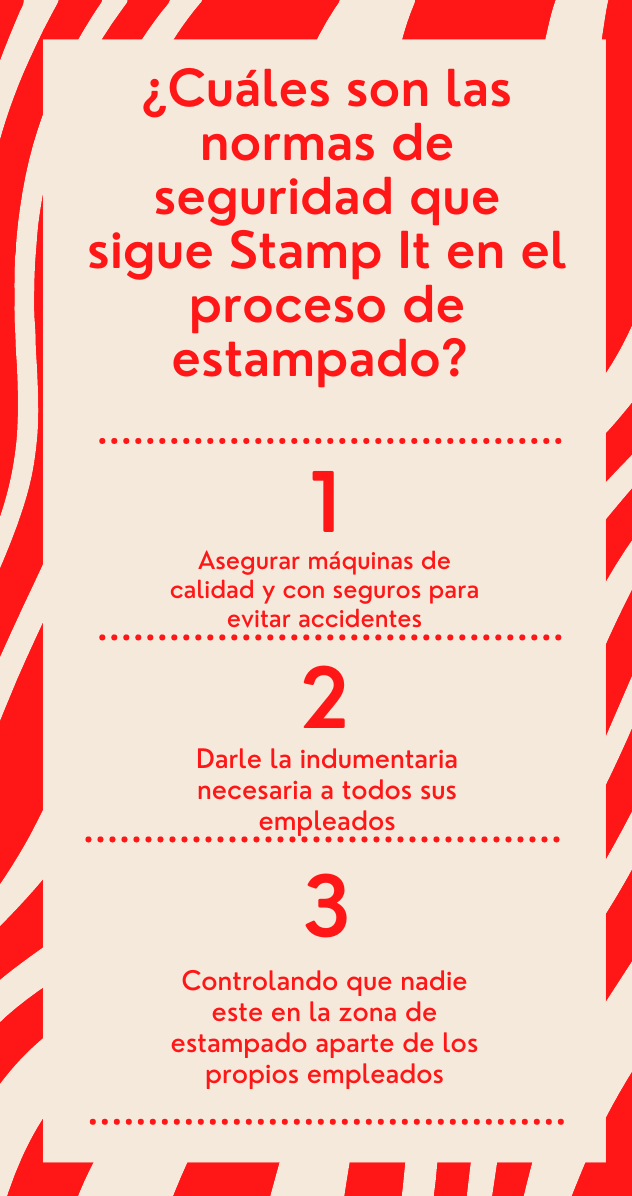 ¿Cuáles son las
normas de
seguridad que
sigue Stamp It en el
proceso de
estampado?
1
Asegurar máquinas de
calidad y con seguros para
evitar accidentes
2
Darle la indumentaria
necesaria a todos sus
empleados
3
Controlando que nadie
este en la zona de
estampado aparte de los
propios empleados